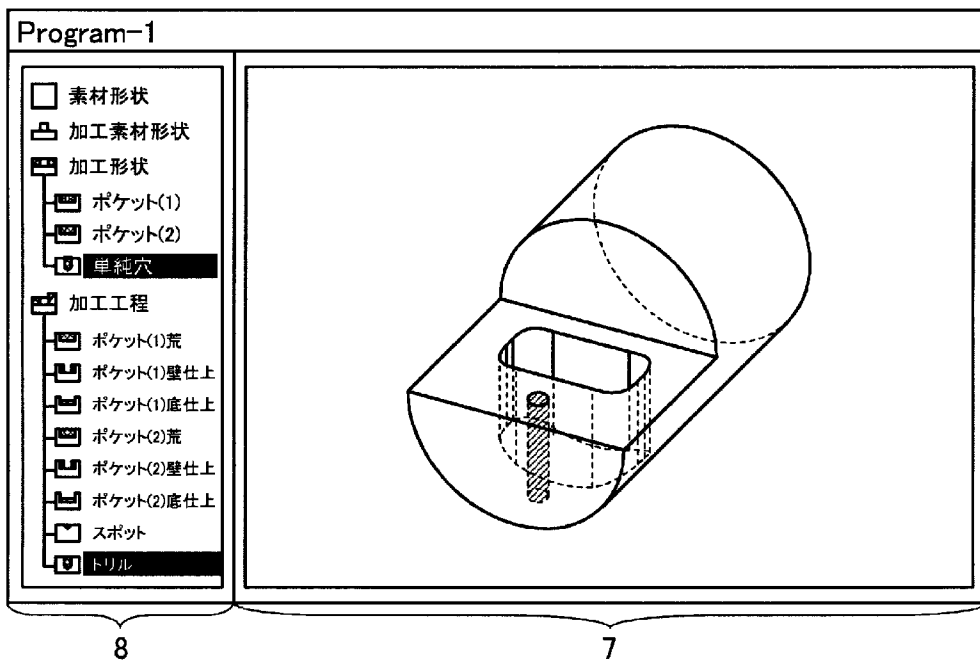 Program-1
素材形状
加工素材形状
加工形状
ポケット(1)
ポケット(2)
単純穴
加工工程
ポケット(1)荒
ポケット(1)壁仕上
ポケット(1)底仕上
ポケット(2)荒
ポケット(2)壁仕上
ポケット(2)底仕上
スポット
トリル
8
7